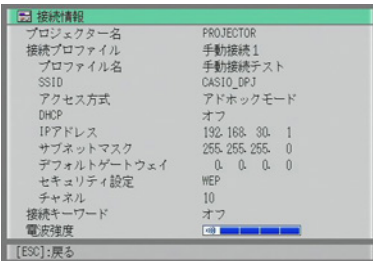 接続情報
プロジェクター名 PROJECTOR
接続プロファイル 手動接続1
プロファイル名 手動接続テスト
SSID CASIO_DPJ
アクセス方式 アドホックモード
DHCP オフ
IPアドレス 192.168. 30. 1
サブネットマスク 255.255.255. 0
デフォルトゲートウェイ 0. 0. 0. 0
セキュリティ設定 WEP
チャネル 10
接続キーワード オフ
電波強度
[ESC]:戻る